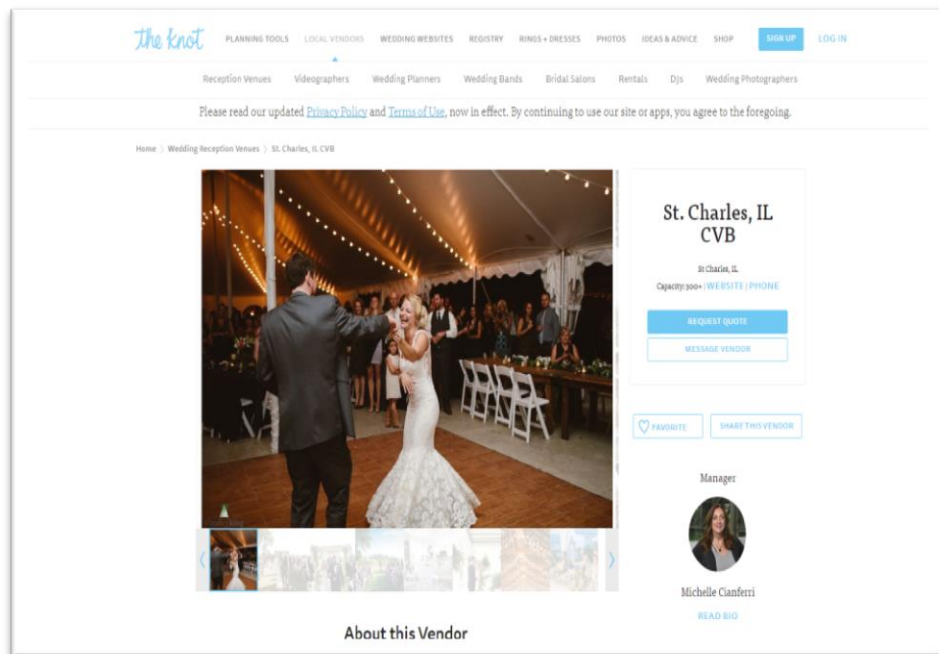 the knot
PLANNING TOOLS LOCAL VENDORS WEDDING WEBSITES REGISTRY RINGS + DRESSES PHOTOS IDEAS & ADVICE SHOP SIGN UP LOG IN
Reception Venues Videographers Wedding Planners Wedding Bands Bridal Salons Rentals DJs Wedding Photographers
Please read our updated Privacy Policy and Terms of Use, now in effect. By continuing to use our site or apps, you agree to the foregoing.
Home > Wedding Reception Venues > St. Charles, IL CVB
St. Charles, IL
CVB
St Charles, IL
Capacity: 300+ | WEBSITE | PHONE
REQUEST QUOTE
MESSAGE VENDOR
FAVORITE SHARE THIS VENDOR
Manager
Michelle Cianferri
READ BIO
About this Vendor